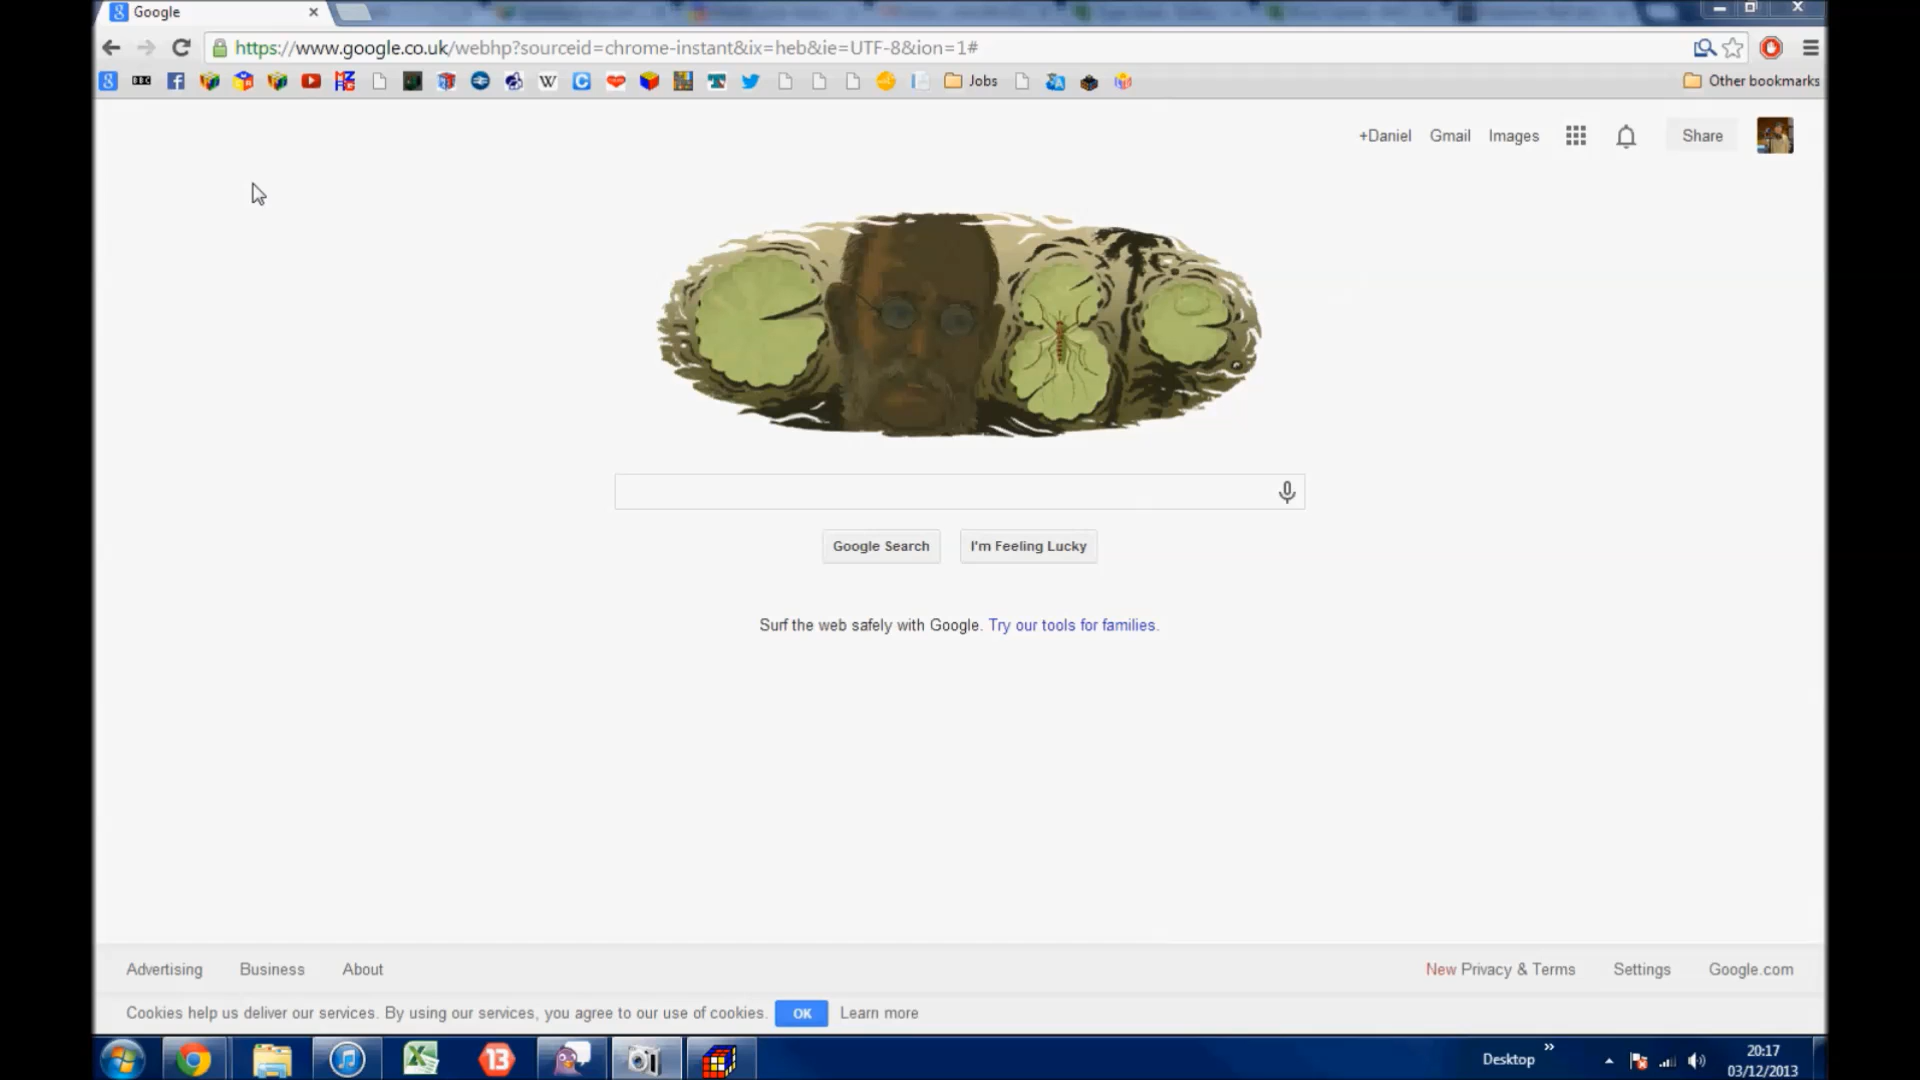 Google
https://www.google.co.uk/webhp?sourceid=chrome-instant&ix=heb&ie=UTF-8&ion=1#
BBC
W
Jobs
Other bookmarks
+Daniel Gmail Images Share
Google Search I'm Feeling Lucky
Surf the web safely with Google. Try our tools for families.
Advertising Business About New Privacy & Terms Settings Google.com
Cookies help us deliver our services. By using our services, you agree to our use of cookies. OK Learn more
13
Desktop
20:17
03/12/2013